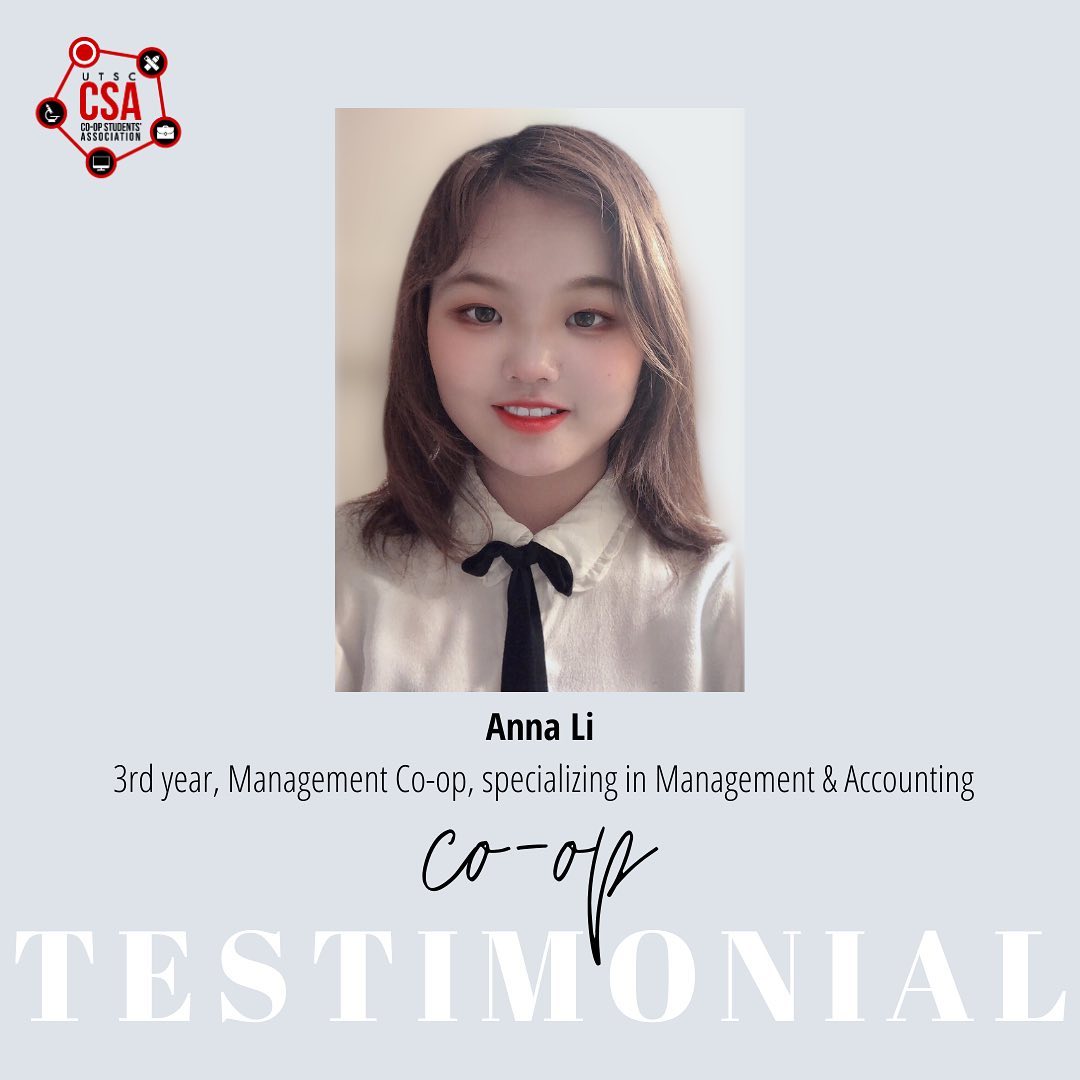 UTSC
CSA
CO-OP STUDENTS'
ASSOCIATION
Anna Li
3rd year, Management Co-op, specializing in Management & Accounting
co-op
TESTIMONIAL